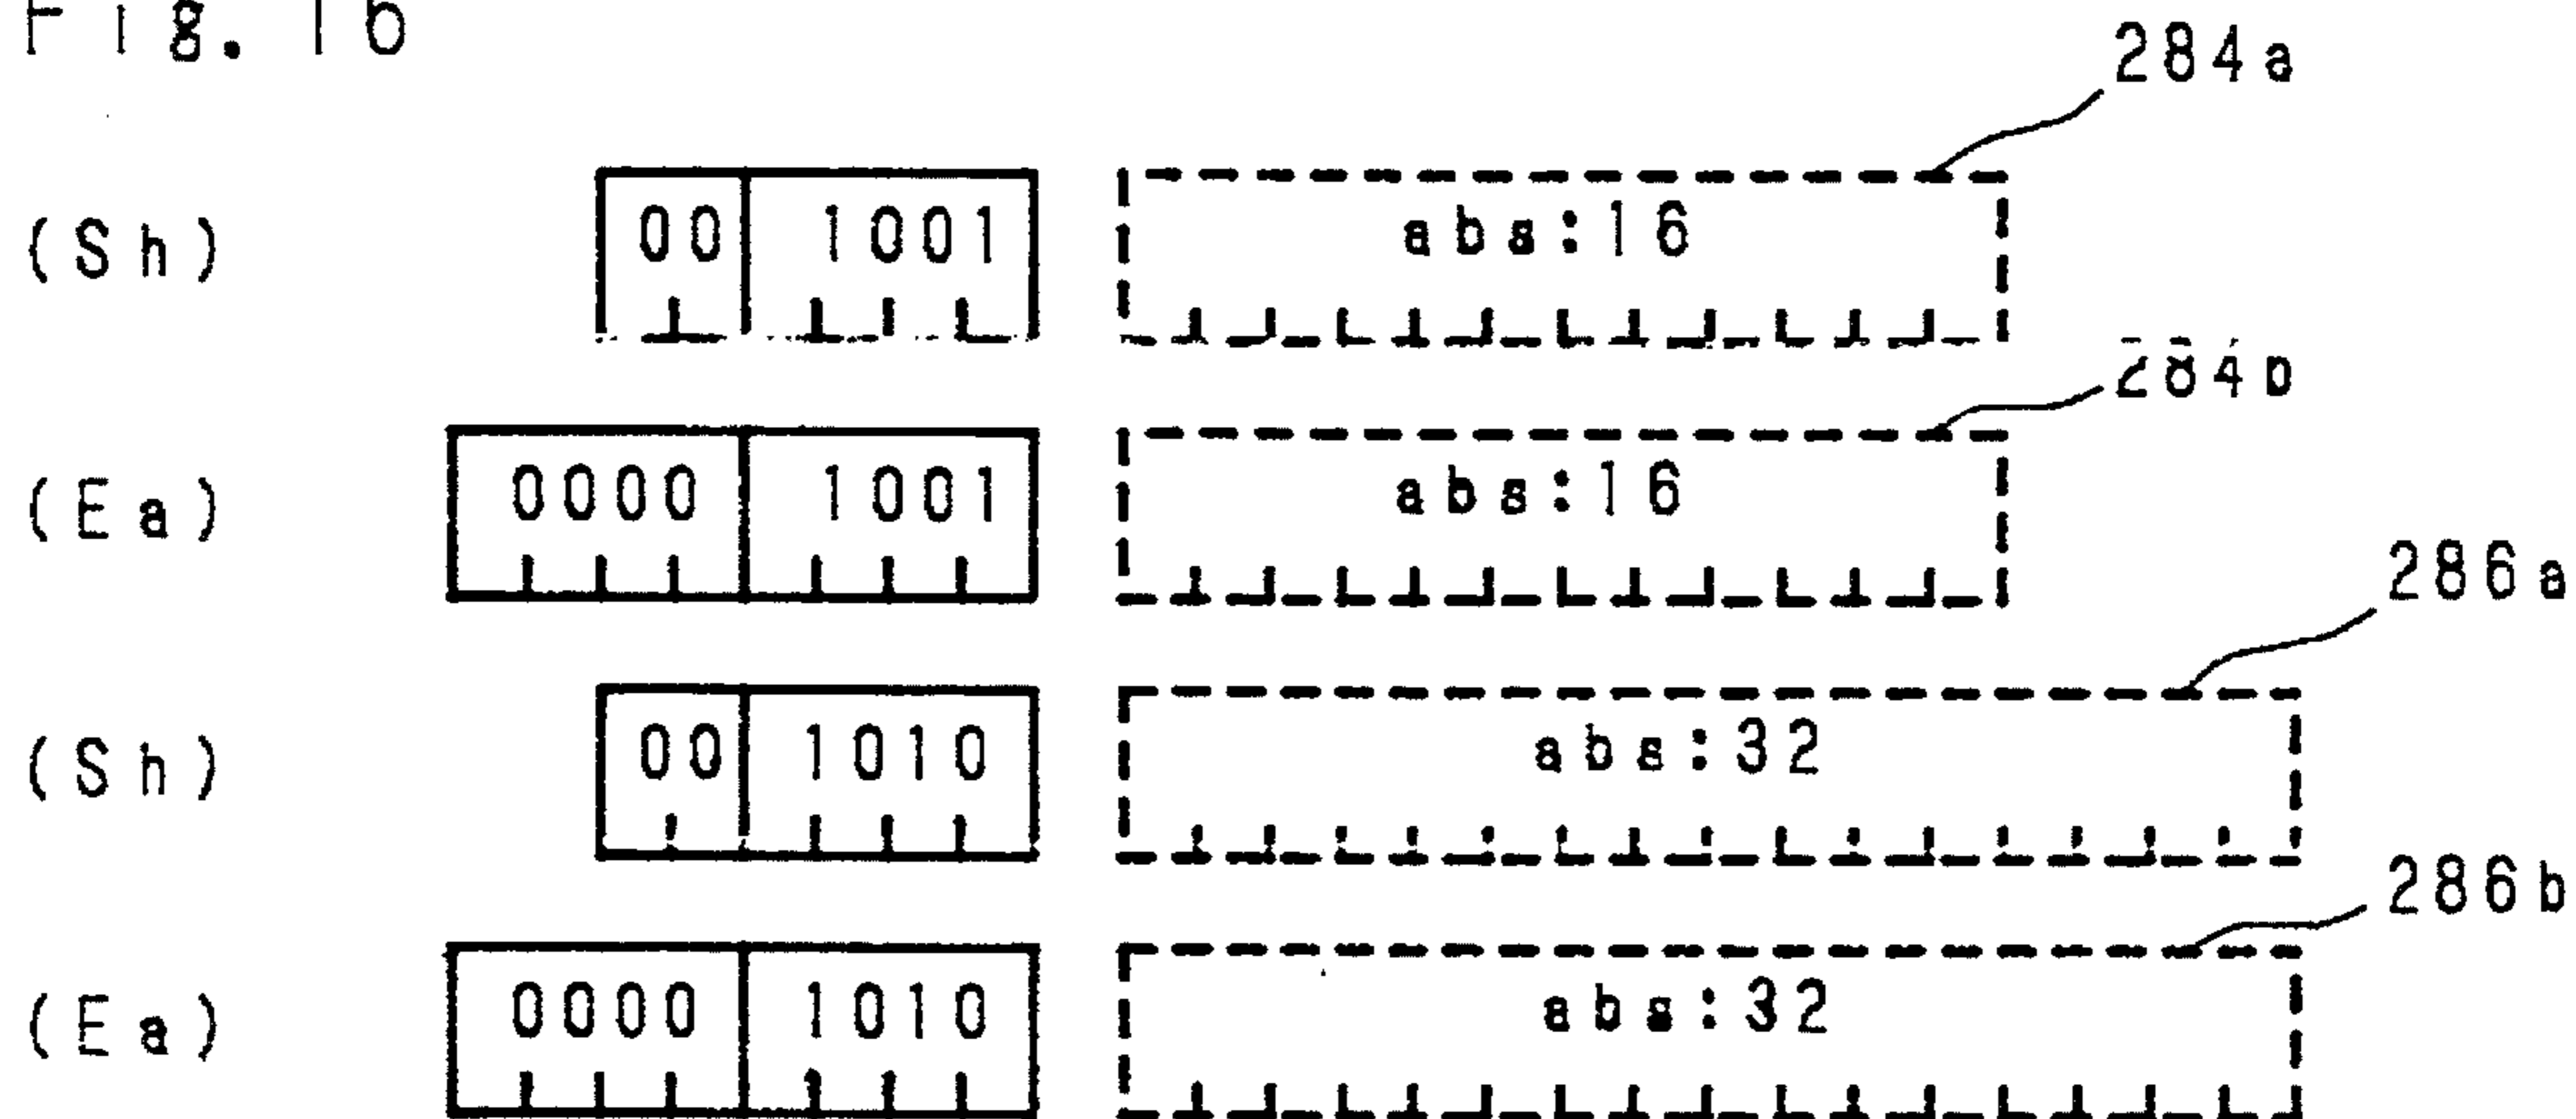 Fig. 16
284a
(Sh) 00 1001 abs:16
284b
(Ea) 0000 1001 abs:16
286a
(Sh) 00 1010 abs:32
286b
(Ea) 0000 1010 abs:32